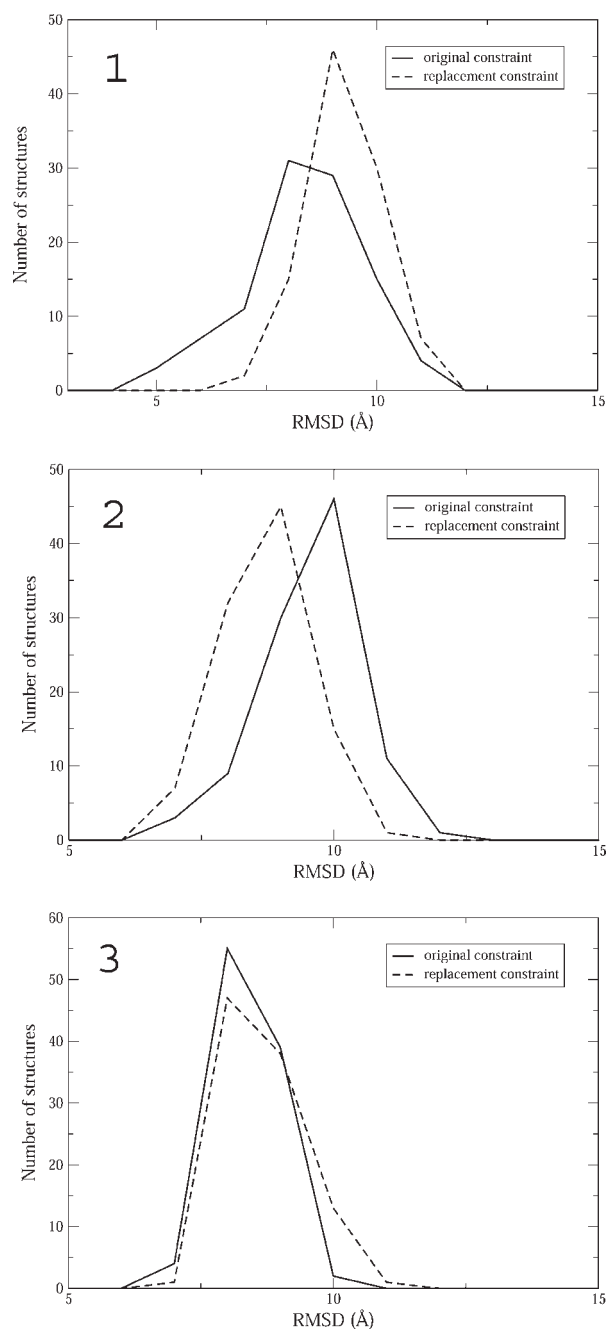 50
1
original constraint
replacement constraint
40
30
Number of structures
20
10
0
5
10
15
RMSD (Å)
50
2
original constraint
replacement constraint
40
30
Number of structures
20
10
0
5
10
15
RMSD (Å)
60
3
original constraint
replacement constraint
50
40
Number of structures
30
20
10
0
5
10
15
RMSD (Å)